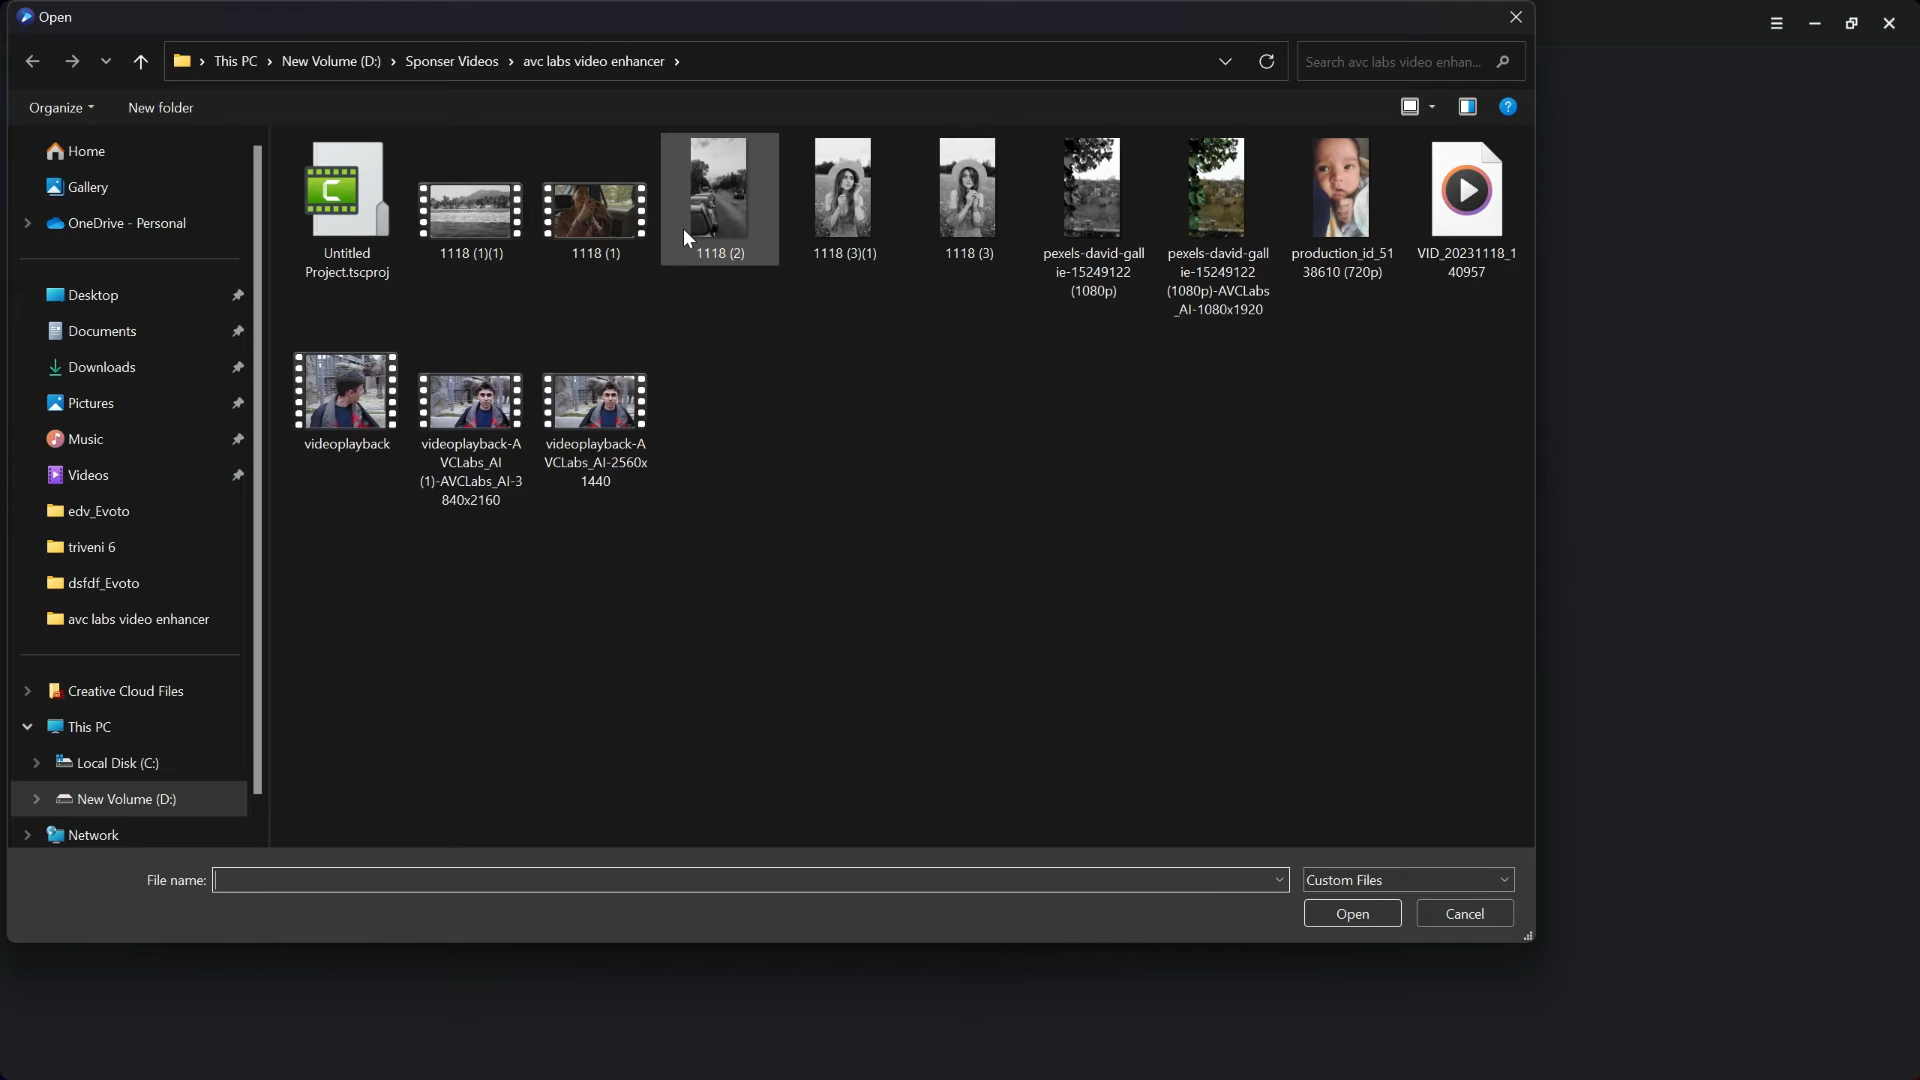 Open
This PC
New Volume (D:)
Sponser Videos
avc labs video enhancer
Search avc labs video enhan...
Organize
New folder
Home
Gallery
OneDrive - Personal
Desktop
Documents
Downloads
Pictures
Music
Videos
edv_Evoto
triveni 6
dsfdf_Evoto
avc labs video enhancer
Creative Cloud Files
This PC
Local Disk (C:)
New Volume (D:)
Network
Untitled
Project.tscproj
1118 (1)(1)
1118 (1)
1118 (2)
1118 (3)(1)
1118 (3)
pexels-david-gall
ie-15249122
(1080p)
pexels-david-gall
ie-15249122
(1080p)-AVCLabs
_AI-1080x1920
production_id_51
38610 (720p)
VID_20231118_1
40957
videoplayback
videoplayback-A
VCLabs_AI
(1)-AVCLabs_AI-3
840x2160
videoplayback-A
VCLabs_AI-2560x
1440
File name:
Custom Files
Open
Cancel